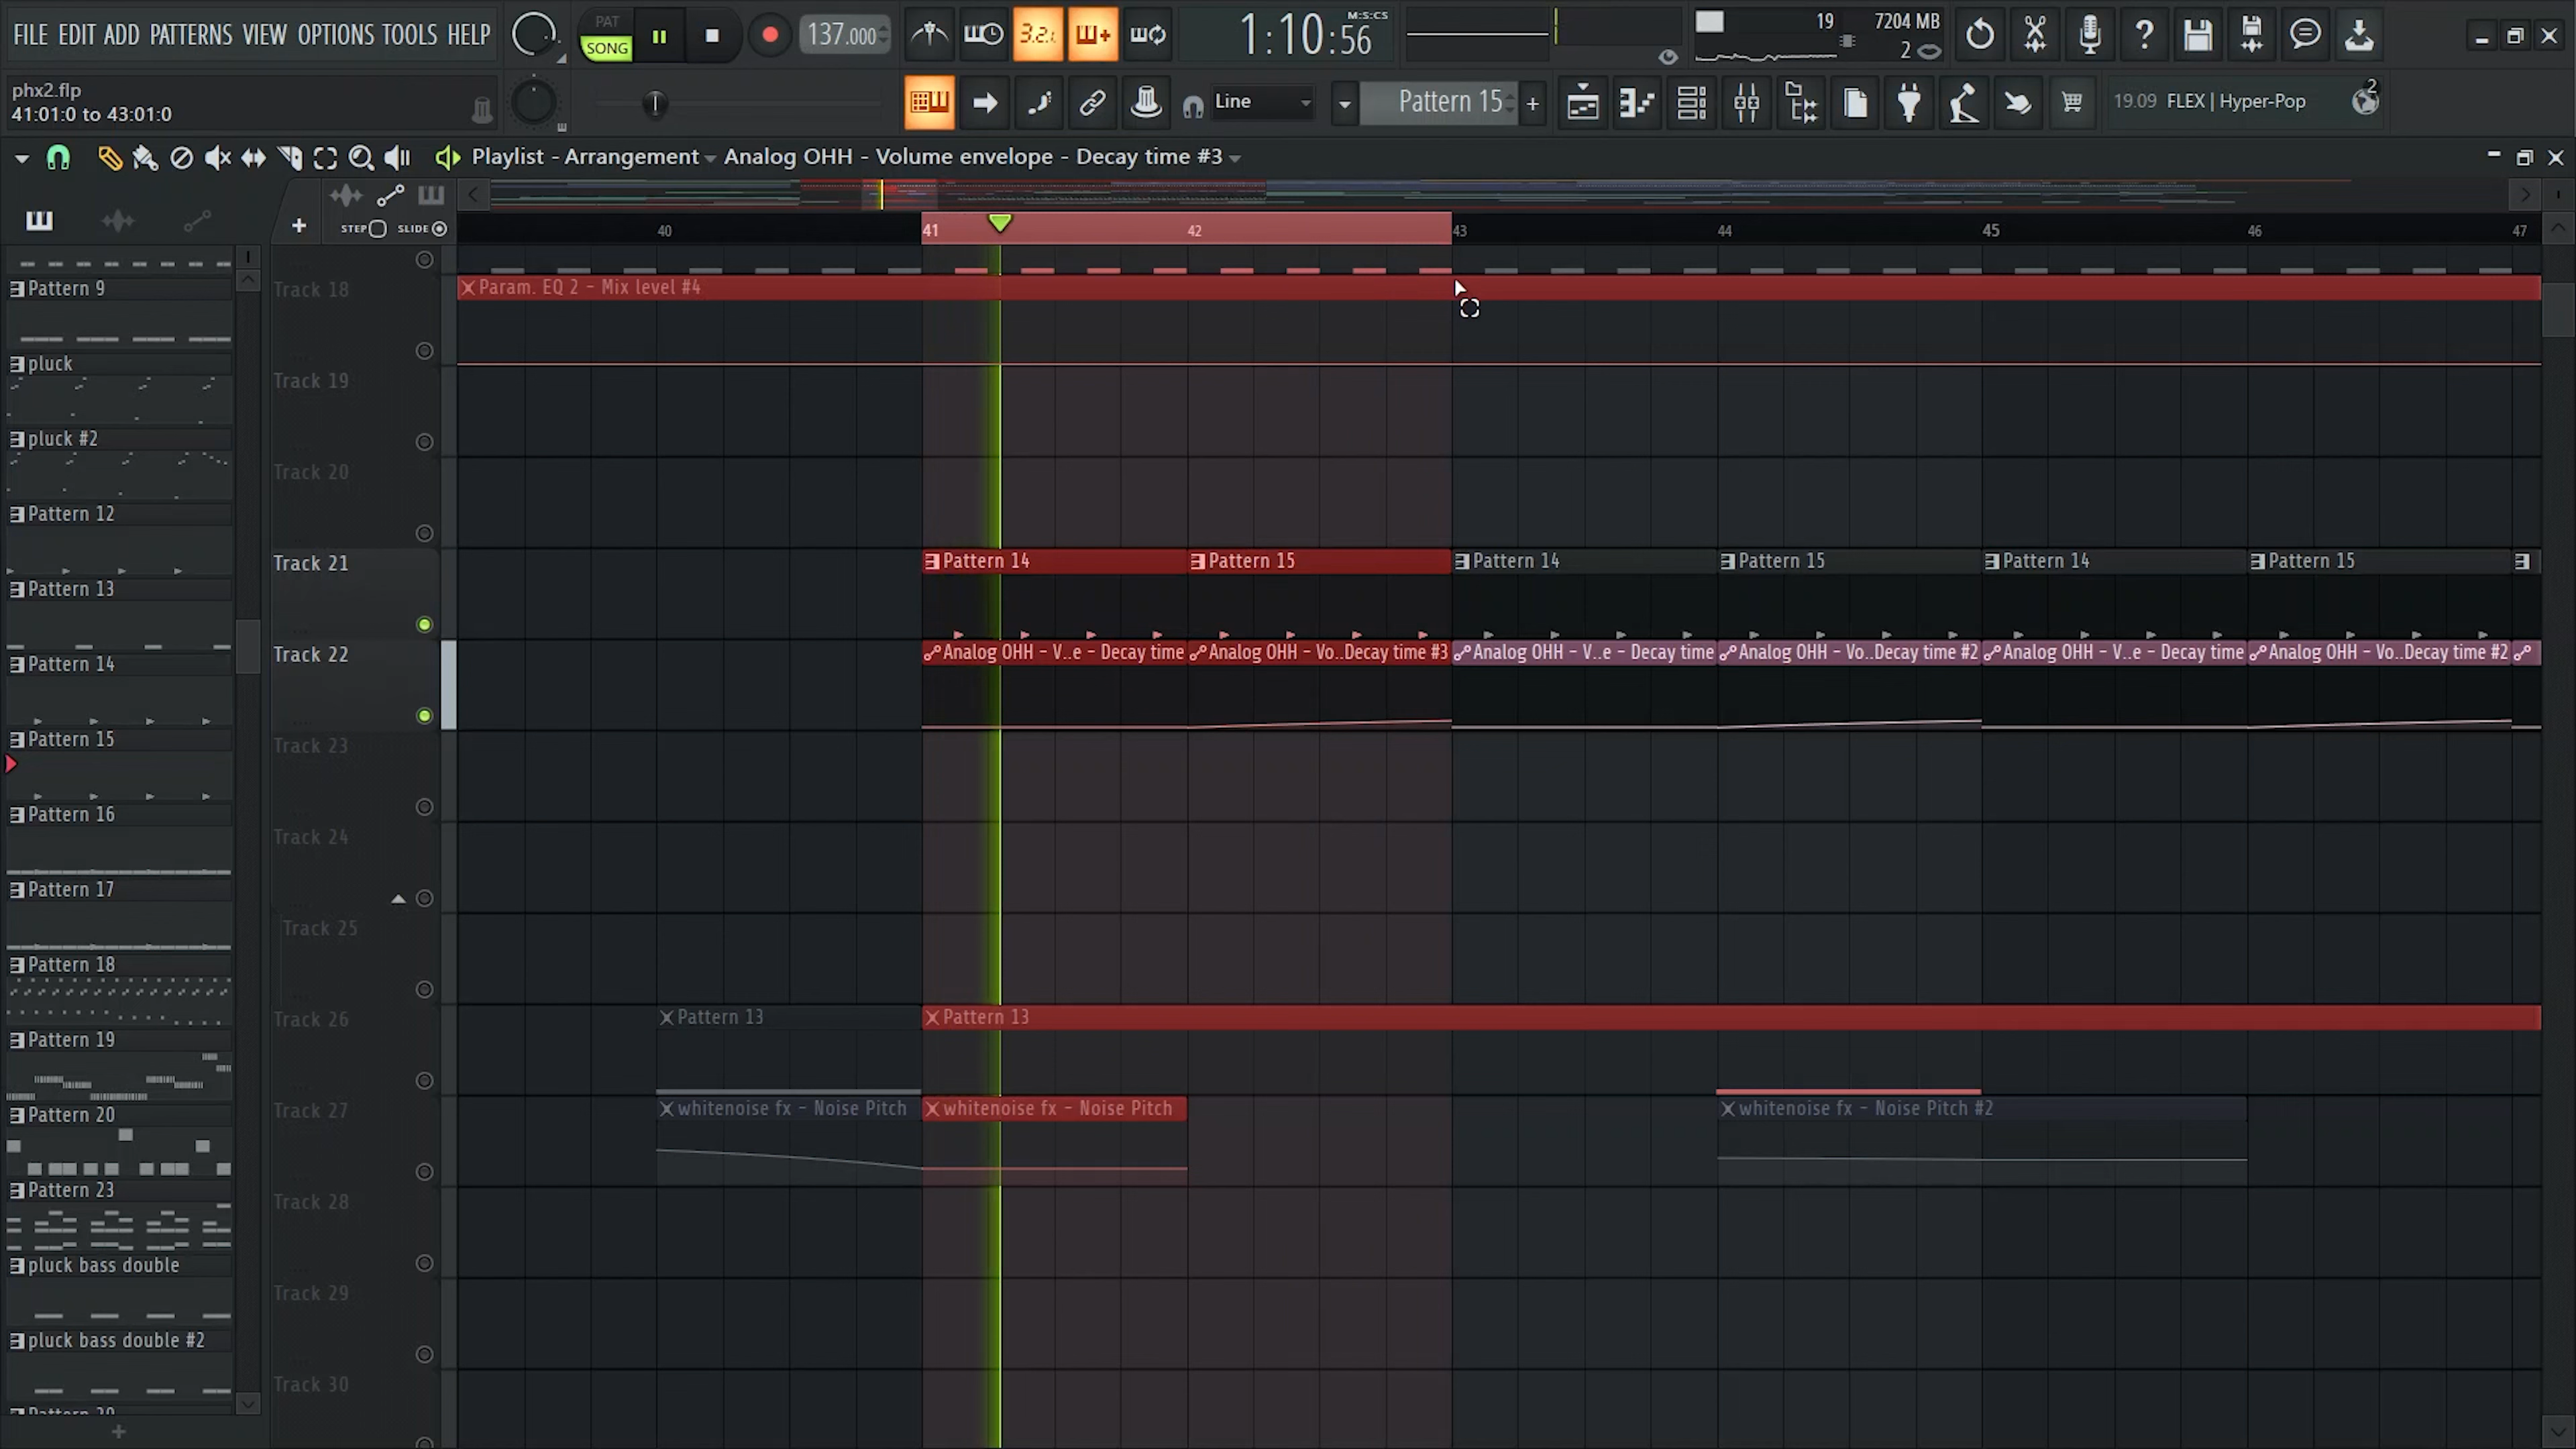 FILE EDIT ADD PATTERNS VIEW OPTIONS TOOLS HELP
PAT
SONG
137.000
3.2.1
M:S:CS
1:10:56
19
7204 MB
2
phx2.flp
41:01:0 to 43:01:0
Line
Pattern 15
19.09 FLEX | Hyper-Pop
2
Playlist - Arrangement Analog OHH - Volume envelope - Decay time #3
STEP SLIDE
40 41 42 43 44 45 46 47
Pattern 9
pluck
pluck #2
Pattern 12
Pattern 13
Pattern 14
Pattern 15
Pattern 16
Pattern 17
Pattern 18
Pattern 19
Pattern 20
Pattern 23
pluck bass double
pluck bass double #2
Track 18
Param. EQ 2 - Mix level #4
Track 19
Track 20
Track 21
Pattern 14 Pattern 15 Pattern 14 Pattern 15 Pattern 14 Pattern 15
Track 22
Analog OHH - V..e - Decay time Analog OHH - Vo..Decay time #3 Analog OHH - V..e - Decay time Analog OHH - Vo..Decay time #2 Analog OHH - V..e - Decay time Analog OHH - Vo..Decay time #2
Track 23
Track 24
Track 25
Track 26
Pattern 13 Pattern 13
Track 27
whitenoise fx - Noise Pitch whitenoise fx - Noise Pitch whitenoise fx - Noise Pitch #2
Track 28
Track 29
Track 30